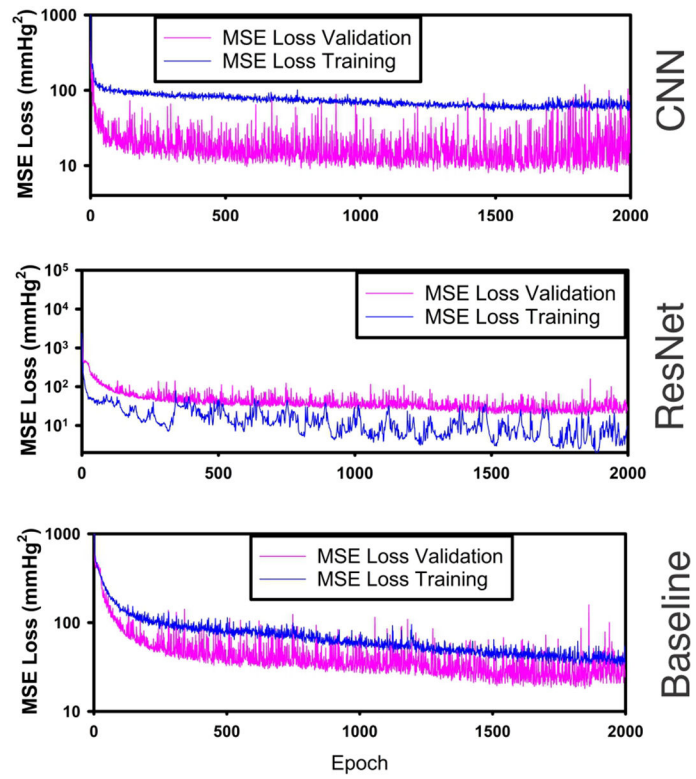 1000
100
10
MSE Loss (mmHg²)
MSE Loss Validation
MSE Loss Training
0 500 1000 1500 2000
CNN
10⁵
10⁴
10³
10²
10¹
MSE Loss (mmHg²)
MSE Loss Validation
MSE Loss Training
0 500 1000 1500 2000
ResNet
1000
100
10
MSE Loss (mmHg²)
MSE Loss Validation
MSE Loss Training
0 500 1000 1500 2000
Baseline
Epoch